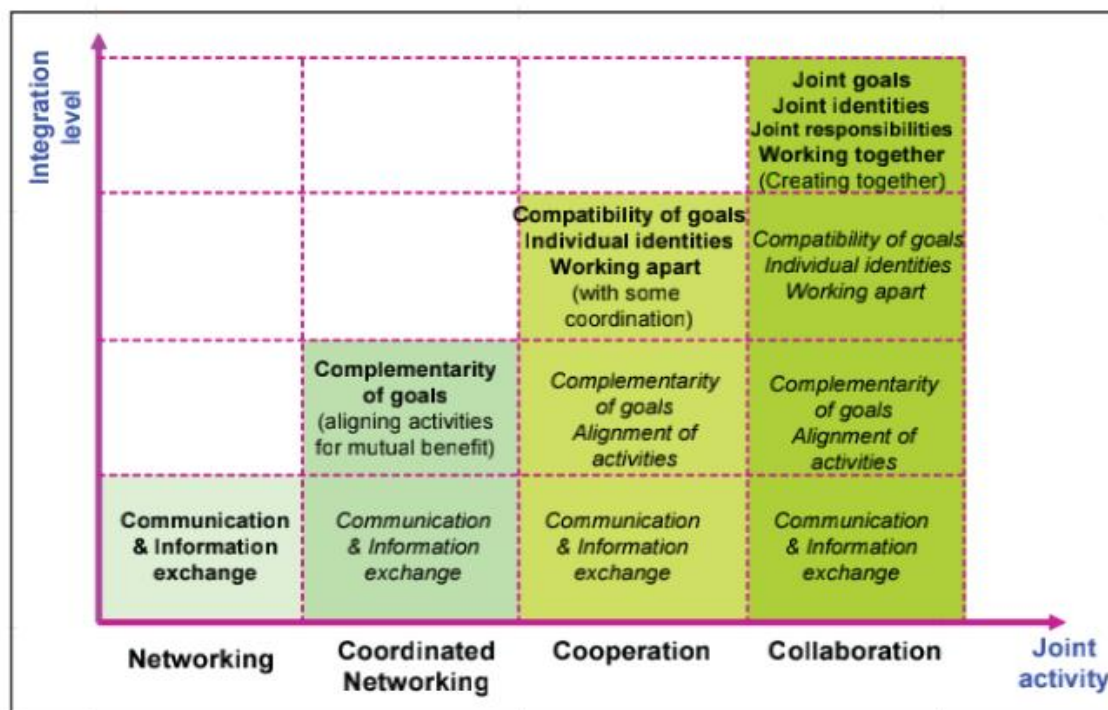 Integration
level
Joint goals
Joint identities
Joint responsibilities
Working together
(Creating together)
Compatibility of goals
Individual identities
Working apart
(with some
coordination)
Compatibility of goals
Individual identities
Working apart
Complementarity
of goals
(aligning activities
for mutual benefit)
Complementarity
of goals
Alignment of
activities
Complementarity
of goals
Alignment of
activities
Communication
& Information
exchange
Communication
& Information
exchange
Communication
& Information
exchange
Communication
& Information
exchange
Networking
Coordinated
Networking
Cooperation
Collaboration
Joint
activity